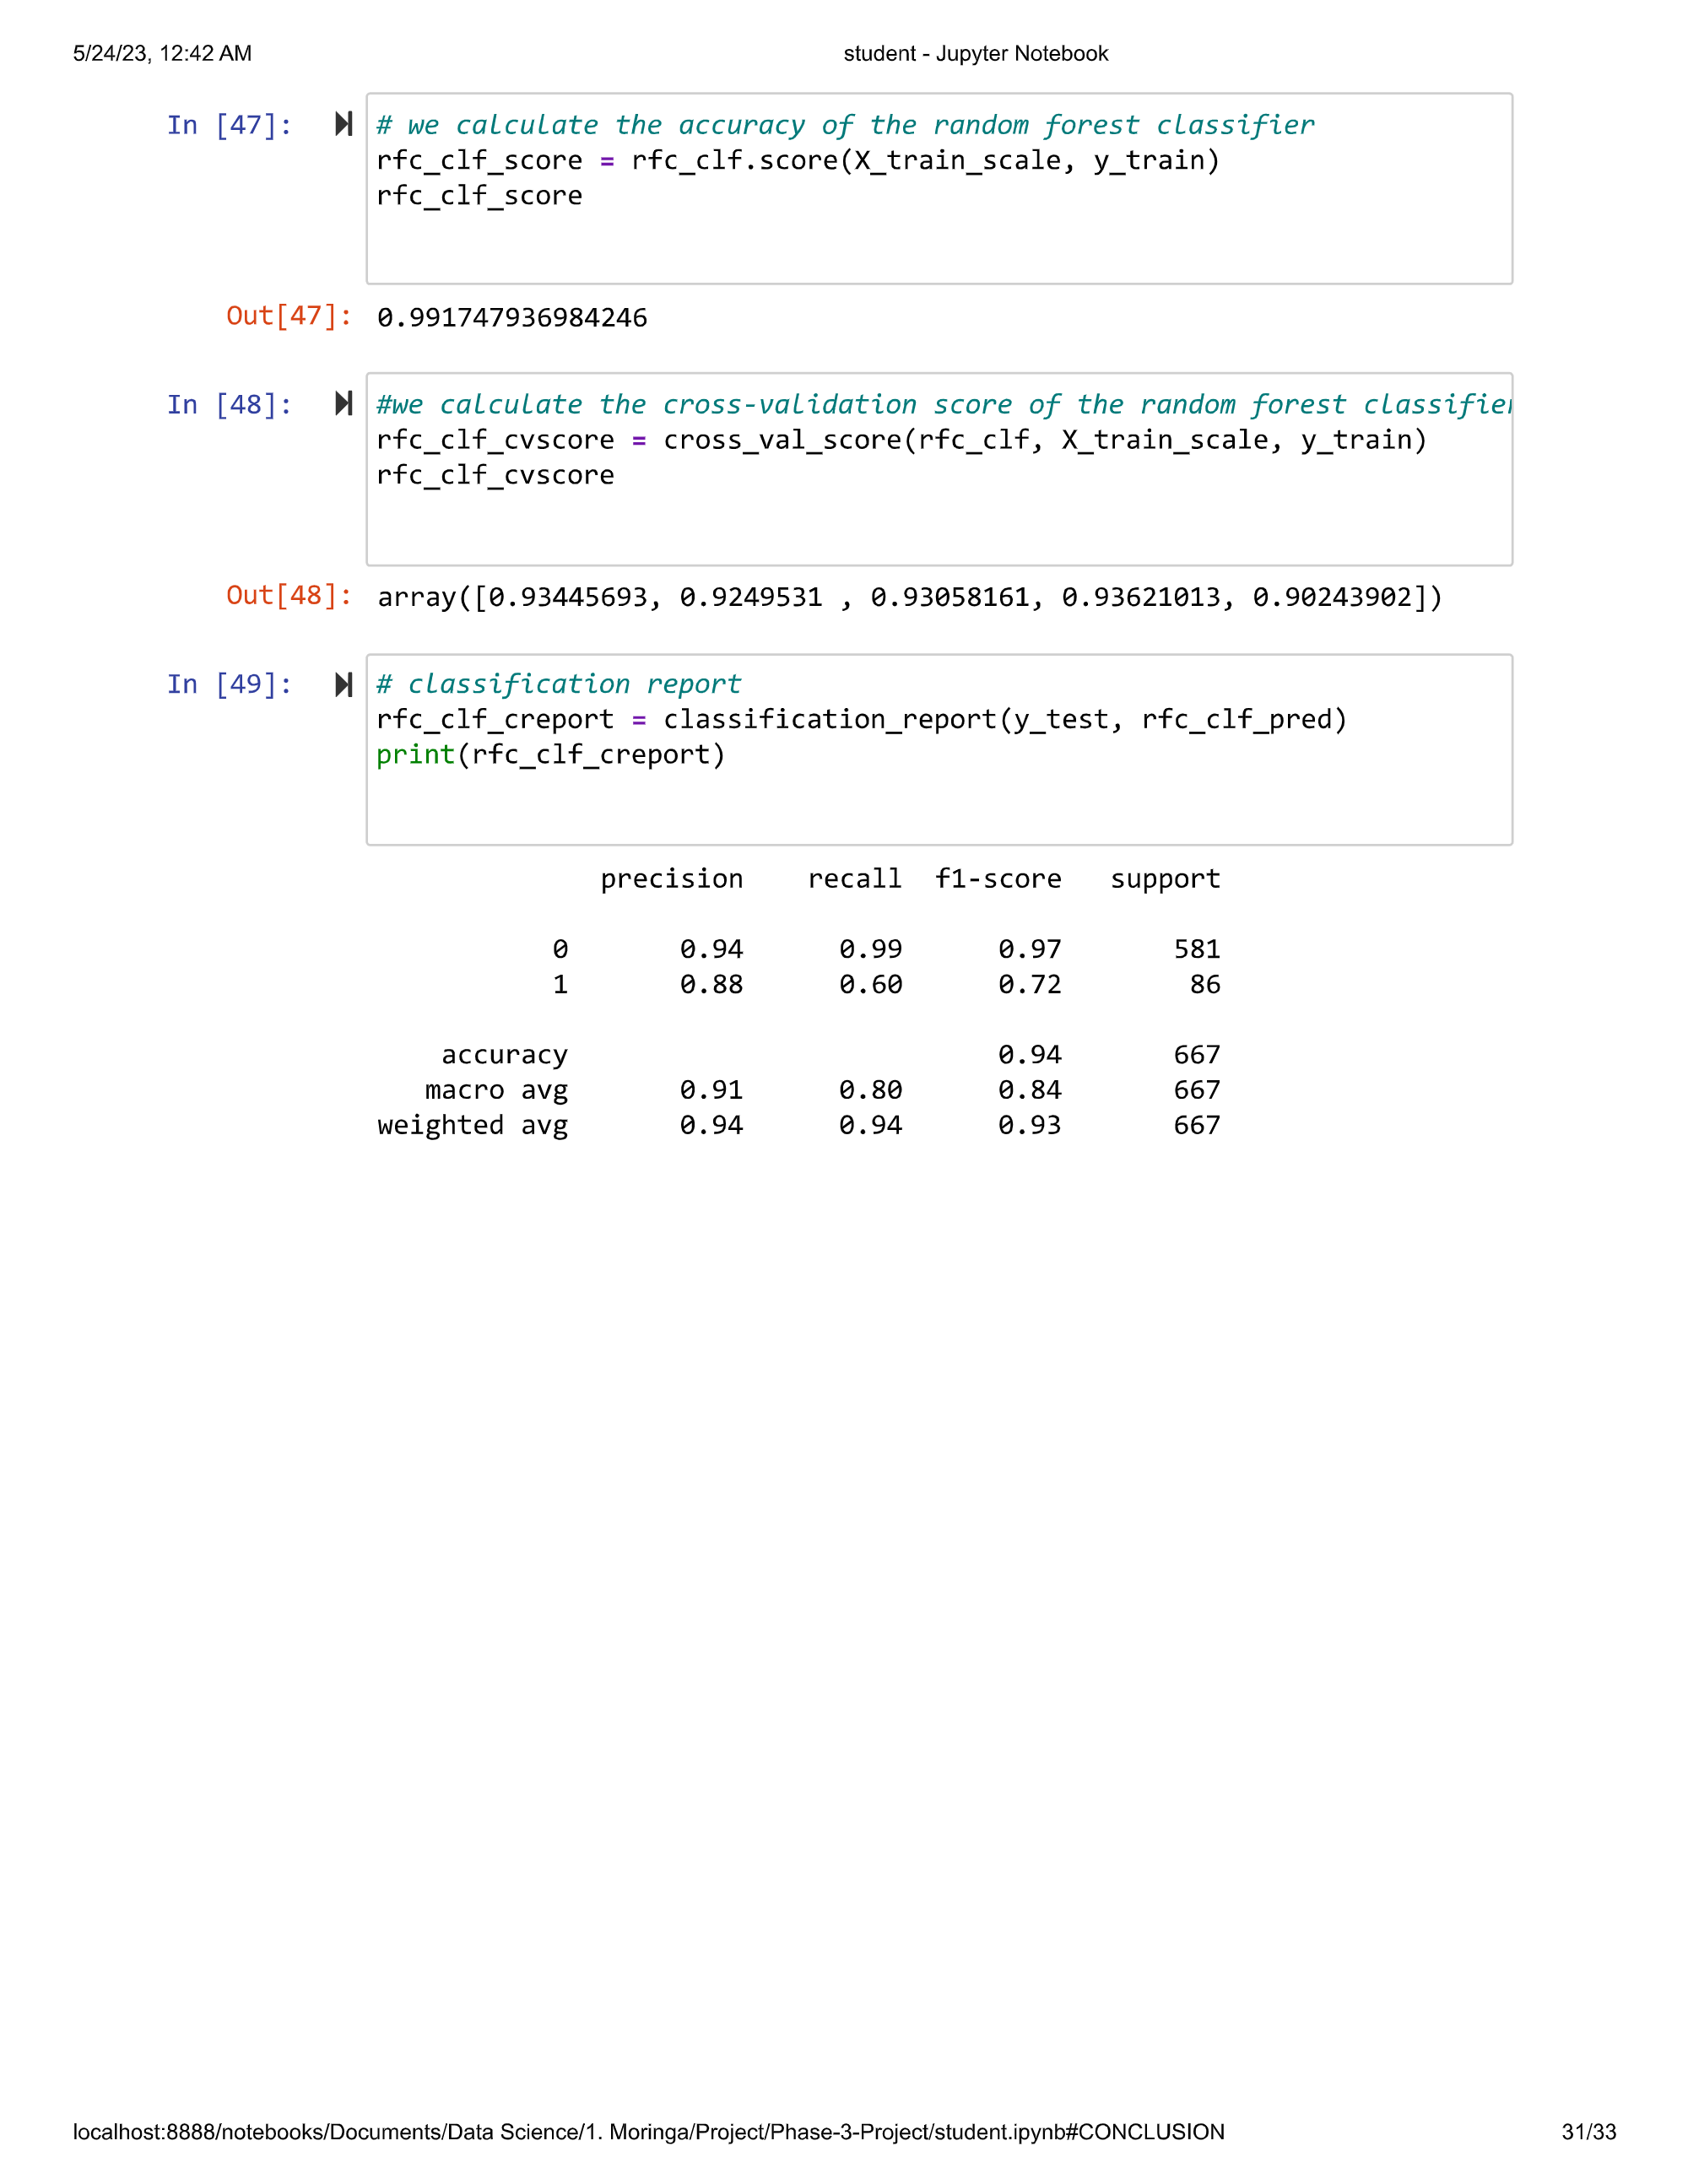 5/24/23, 12:42 AM student - Jupyter Notebook
In [47]: # we calculate the accuracy of the random forest classifier
rfc_clf_score = rfc_clf.score(X_train_scale, y_train)
rfc_clf_score
Out[47]: 0.991747936984246
In [48]: #we calculate the cross-validation score of the random forest classifier
rfc_clf_cvscore = cross_val_score(rfc_clf, X_train_scale, y_train)
rfc_clf_cvscore
Out[48]: array([0.93445693, 0.9249531 , 0.93058161, 0.93621013, 0.90243902])
In [49]: # classification report
rfc_clf_creport = classification_report(y_test, rfc_clf_pred)
print(rfc_clf_creport)
precision recall f1-score support
0 0.94 0.99 0.97 581
1 0.88 0.60 0.72 86
accuracy 0.94 667
macro avg 0.91 0.80 0.84 667
weighted avg 0.94 0.94 0.93 667
localhost:8888/notebooks/Documents/Data Science/1. Moringa/Project/Phase-3-Project/student.ipynb#CONCLUSION 31/33